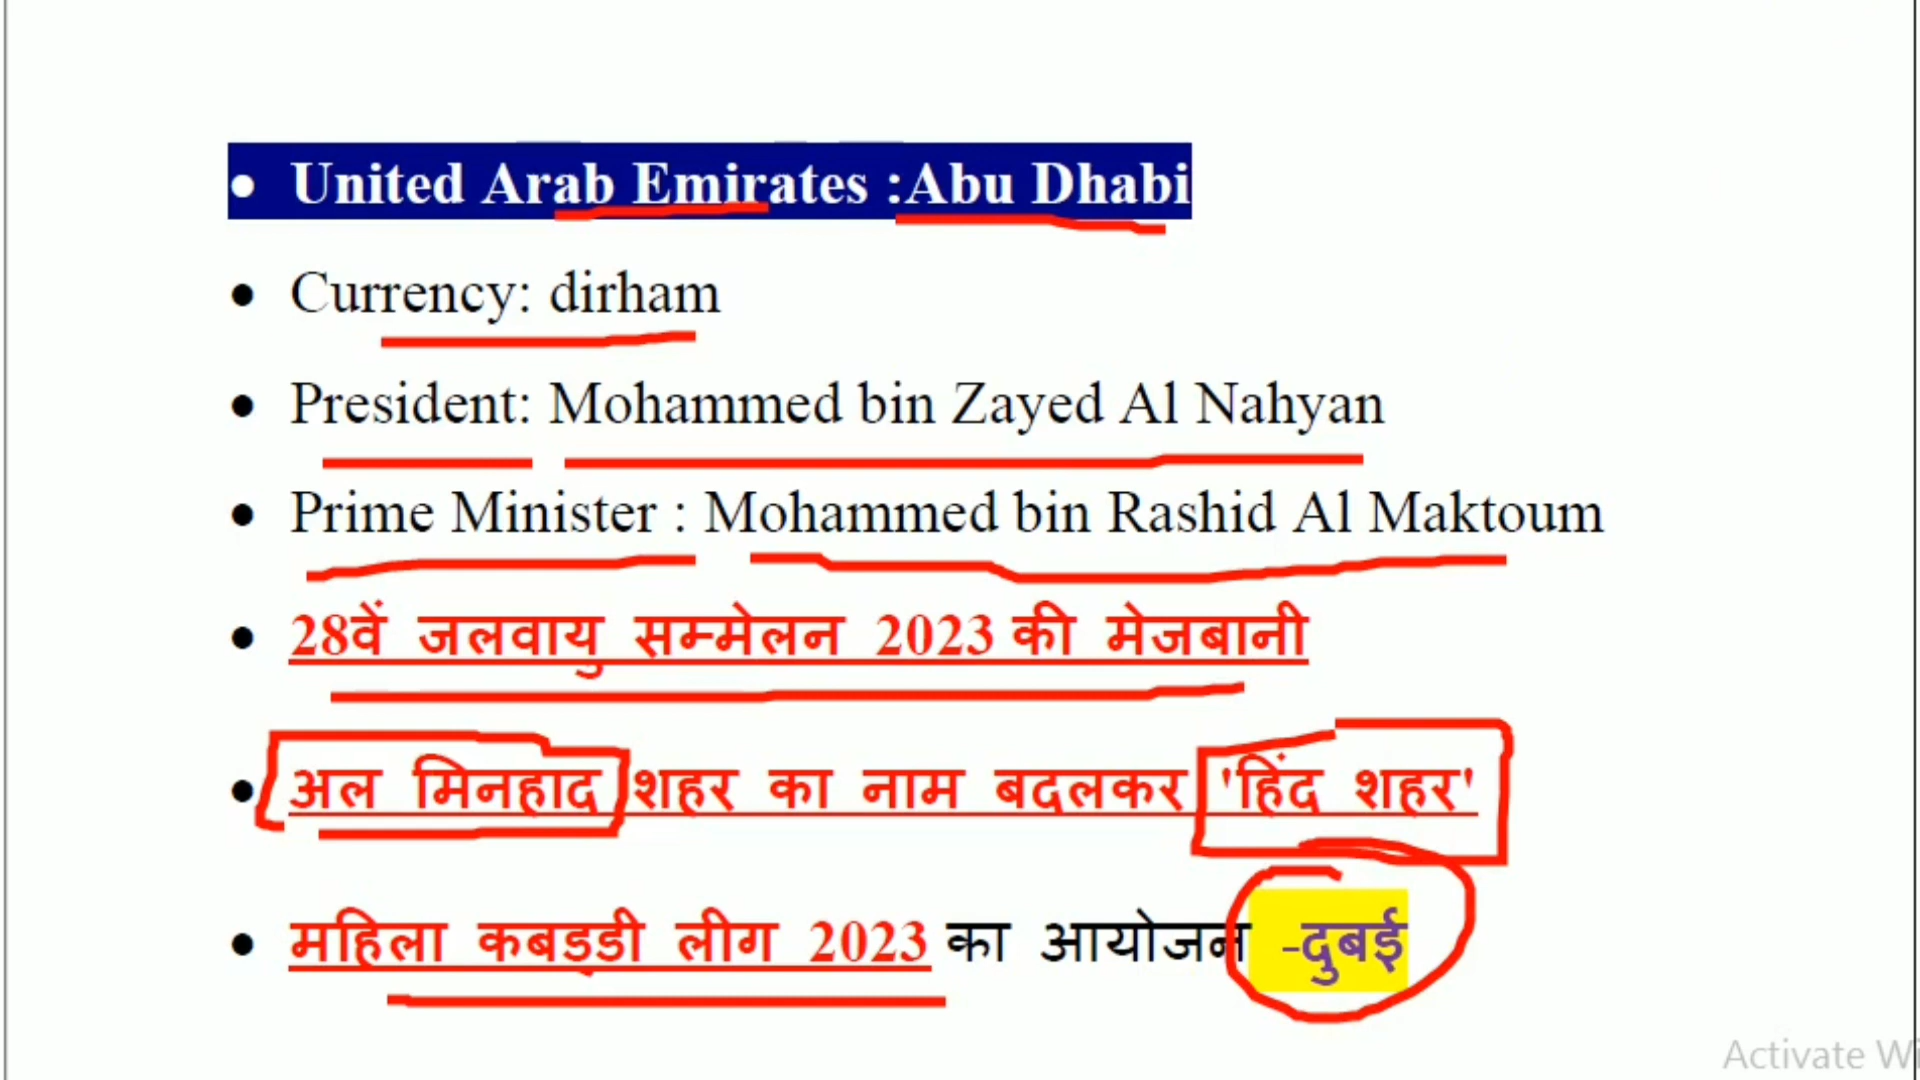 • United Arab Emirates :Abu Dhabi
• Currency: dirham
• President: Mohammed bin Zayed Al Nahyan
• Prime Minister : Mohammed bin Rashid Al Maktoum
• 28वें जलवायु सम्मेलन 2023 की मेजबानी
• अल मिनहाद शहर का नाम बदलकर 'हिंद शहर'
• महिला कबड्डी लीग 2023 का आयोजन -दुबई
Activate Wi